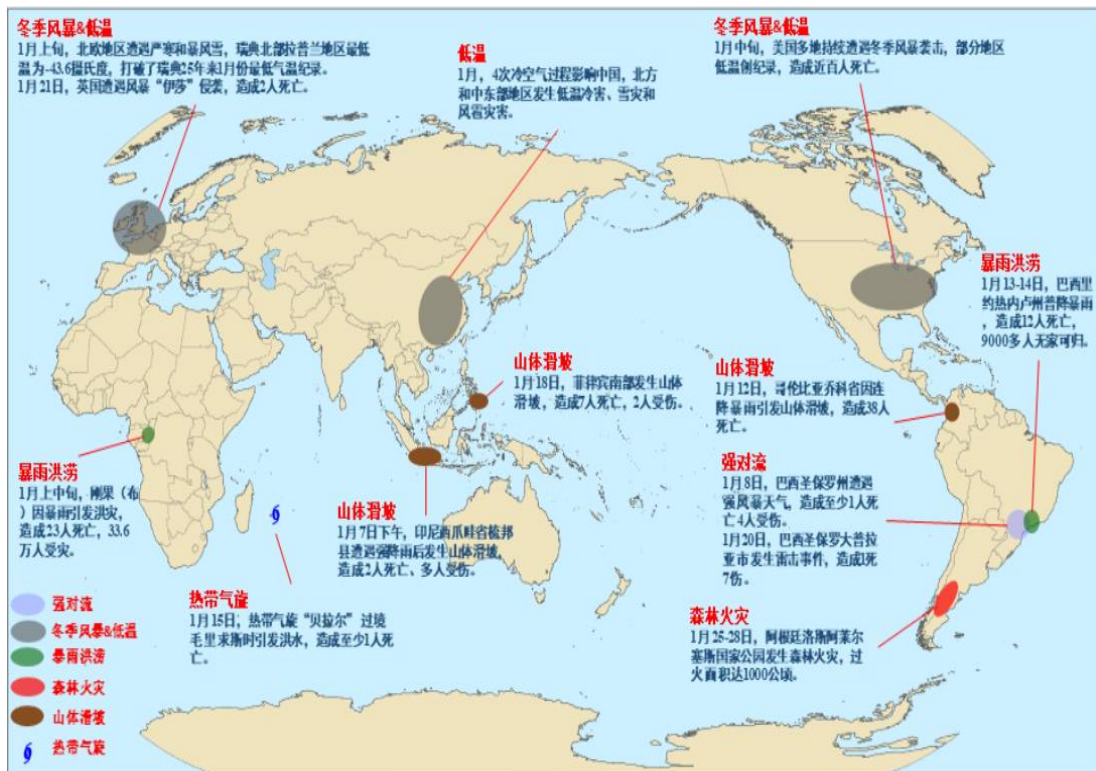 冬季风暴&低温
1月上旬，北欧地区遭遇严寒和暴风雪，瑞典北部拉普兰地区最低
温为-43.6摄氏度，打破了瑞典25年来1月份最低气温纪录。
1月21日，英国遭遇风暴“伊莎”侵袭，造成2人死亡。
低温
1月，4次冷空气过程影响中国，北方
和中东部地区发生低温冷害、雪灾和
风雹灾害。
冬季风暴&低温
1月中旬，美国多地持续遭遇冬季风暴袭击，部分地区
低温创纪录，造成近百人死亡。
暴雨洪涝
1月13-14日，巴西里
约热内卢州普降暴雨
，造成12人死亡，
9000多人无家可归。
山体滑坡
1月18日，菲律宾南部发生山体
滑坡，造成7人死亡，2人受伤。
山体滑坡
1月12日，哥伦比亚乔科省因连
降暴雨引发山体滑坡，造成38人
死亡。
暴雨洪涝
1月上中旬，刚果（布
）因暴雨引发洪灾，
造成23人死亡，33.6
万人受灾。
山体滑坡
1月7日下午，印尼西爪哇省梳邦
县遭遇强降雨后发生山体滑坡，
造成2人死亡、多人受伤。
强对流
1月8日，巴西圣保罗州遭遇
强风暴天气，造成至少1人死
亡4人受伤。
1月20日，巴西圣保罗大普拉
亚市发生雷击事件，造成1死
7伤。
热带气旋
1月15日，热带气旋“贝拉尔”过境
毛里求斯时引发洪水，造成至少1人死
亡。
森林火灾
1月25-28日，阿根廷洛斯阿莱尔
塞斯国家公园发生森林火灾，过
火面积达1000公顷。
强对流
冬季风暴&低温
暴雨洪涝
森林火灾
山体滑坡
热带气旋